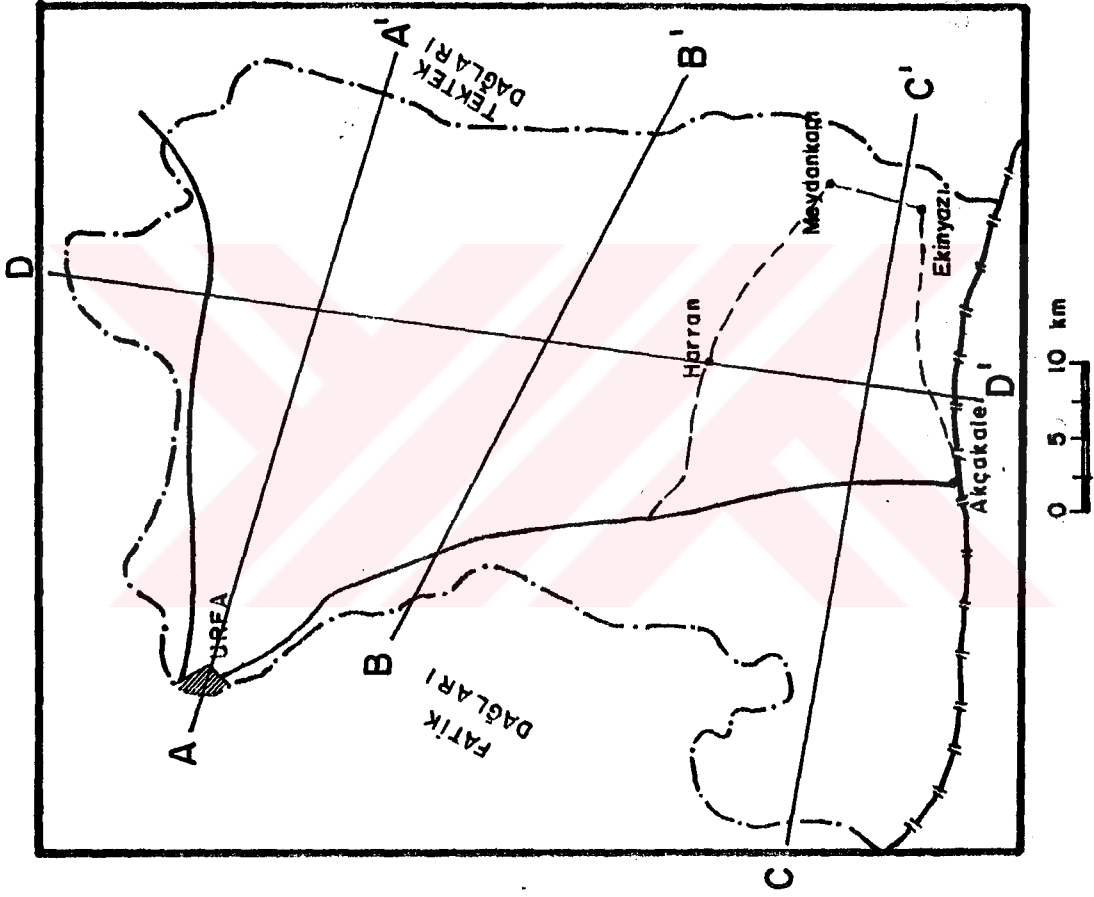 D
A'
TEKTEK
DAĞLARI
B'
C'
Meydankapı
Ekinyazı
Harran
D'
Akçakale
URFA
A
B
FATİK
DAĞLARI
C
0 5 10 km